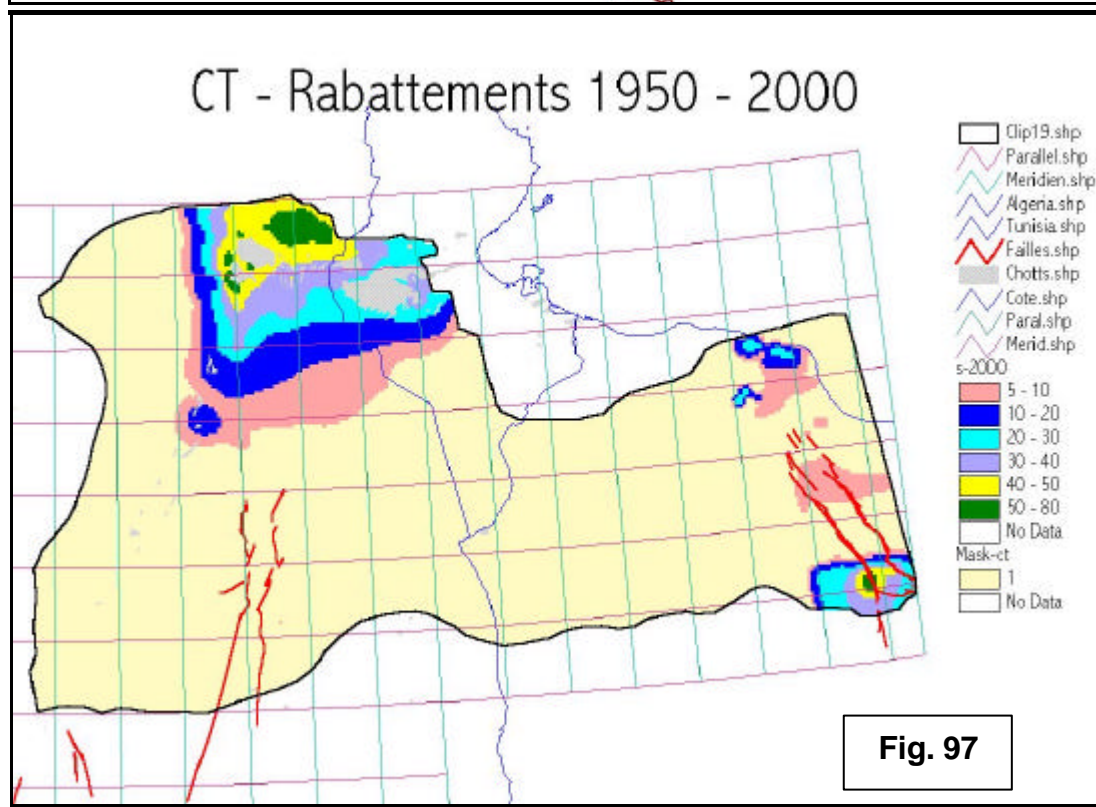 CT - Rabattements 1950 - 2000
Clip19.shp
Parallel.shp
Meridien.shp
Algeria.shp
Tunisia.shp
Failles.shp
Chotts.shp
Cote.shp
Paral.shp
Merid.shp
s-2000
5 - 10
10 - 20
20 - 30
30 - 40
40 - 50
50 - 80
No Data
Mask-ct
1
No Data
Fig. 97